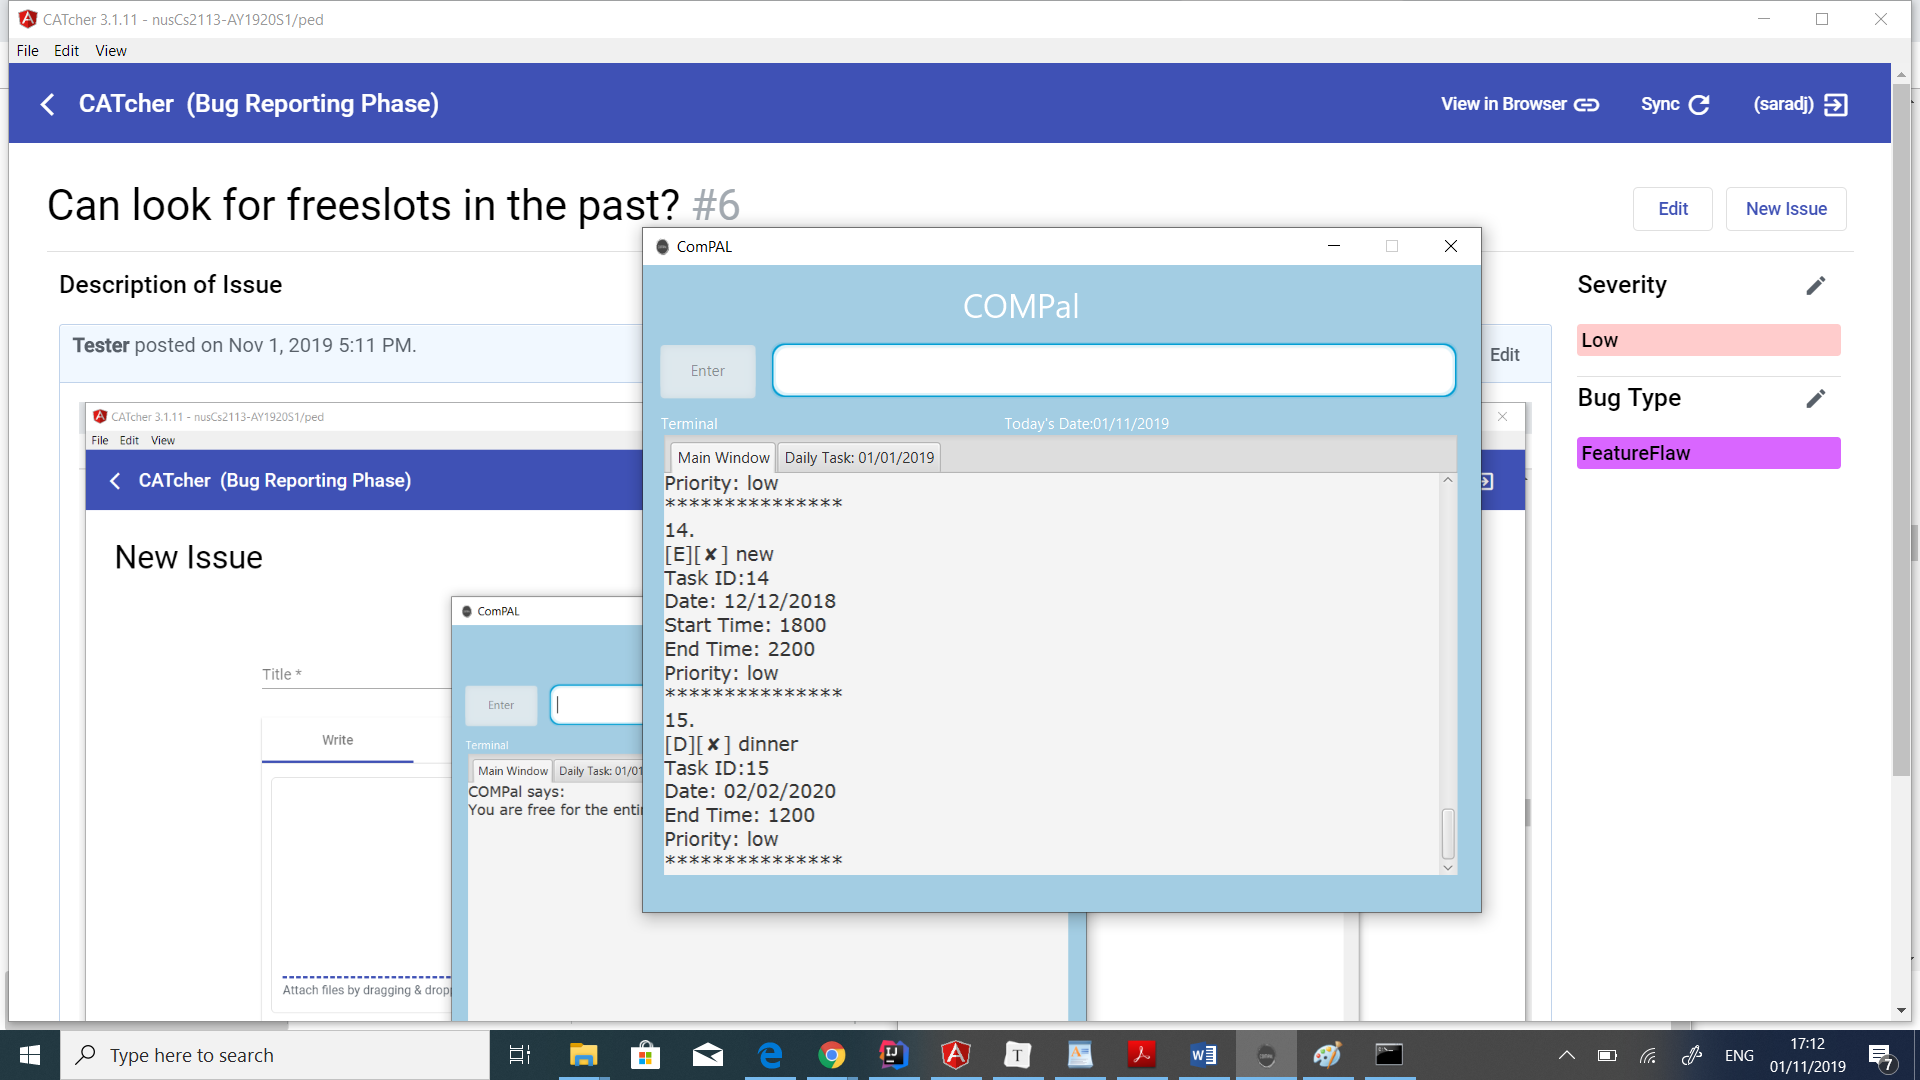 CATcher 3.1.11 - nusCs2113-AY1920S1/ped
File Edit View
CATcher (Bug Reporting Phase)
View in Browser
Sync
(saradj)
Can look for freeslots in the past? #6
Edit
New Issue
Description of Issue
Tester posted on Nov 1, 2019 5:11 PM.
Edit
Severity
Low
Bug Type
FeatureFlaw
CATcher 3.1.11 - nusCs2113-AY1920S1/ped
File Edit View
CATcher (Bug Reporting Phase)
New Issue
Title *
Write
Attach files by dragging &
ComPAL
Enter
Terminal
Main Window
Daily Task: 01/01
COMPal says:
You are free for the
ComPAL
COMPal
Enter
Terminal
Today's Date:01/11/2019
Main Window
Daily Task: 01/01/2019
Priority: low
***************
14.
[E][✘] new
Task ID:14
Date: 12/12/2018
Start Time: 1800
End Time: 2200
Priority: low
***************
15.
[D][✘] dinner
Task ID:15
Date: 02/02/2020
End Time: 1200
Priority: low
***************
Type here to search
ENG
17:12
01/11/2019
7